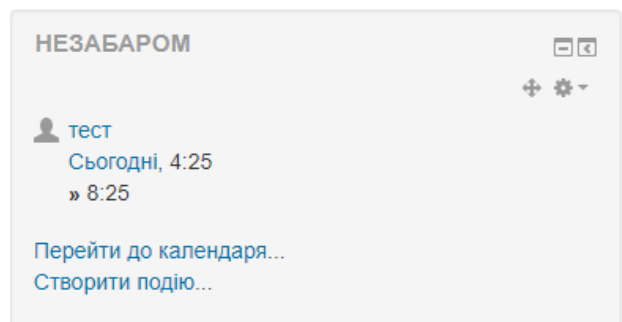 НЕЗАБАРОМ
тест
Сьогодні, 4:25
» 8:25
Перейти до календаря...
Створити подію...